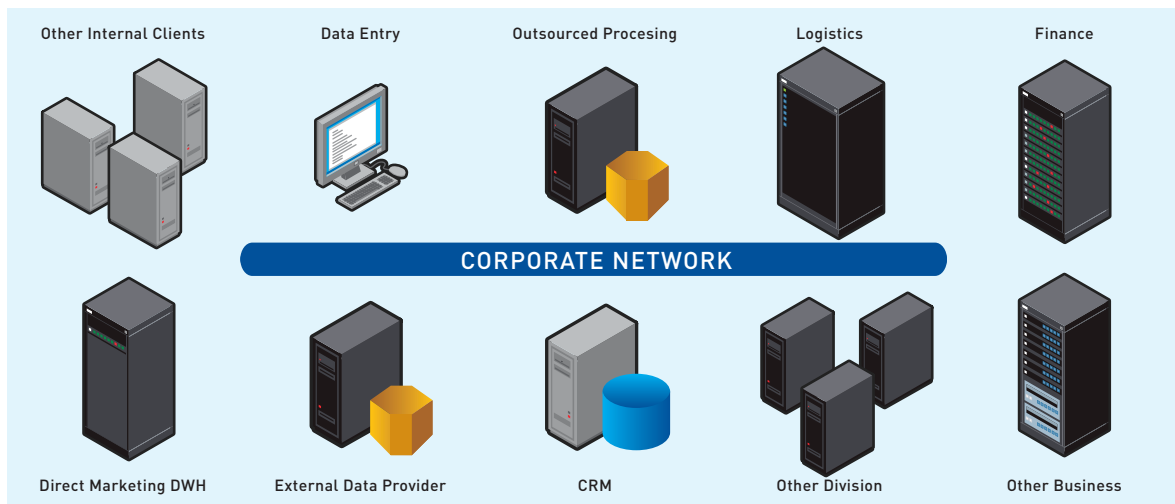 Other Internal Clients
Data Entry
Outsourced Procesing
Logistics
Finance
CORPORATE NETWORK
Direct Marketing DWH
External Data Provider
CRM
Other Division
Other Business